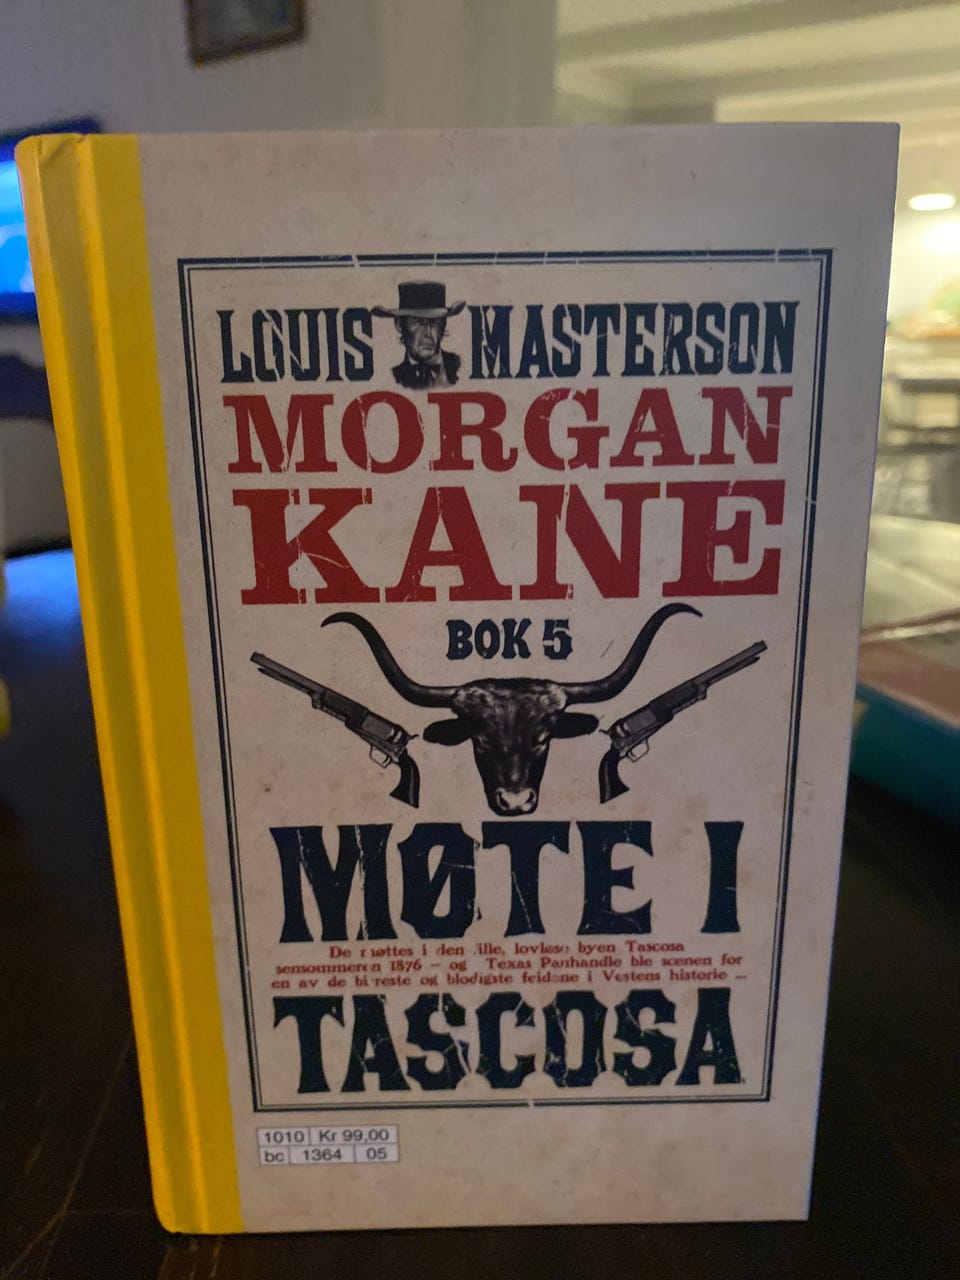 LOUIS MASTERSON
MORGAN
KANE
BOK 5
MØTE I
De møttes i den lille, lovløse byen Tascosa
sensommeren 1876 – og Texas Panhandle ble scenen for
en av de bitreste og blodigste feidene i Vestens historie ...
TASCOSA
1010 Kr 99,00
bc 1364 05